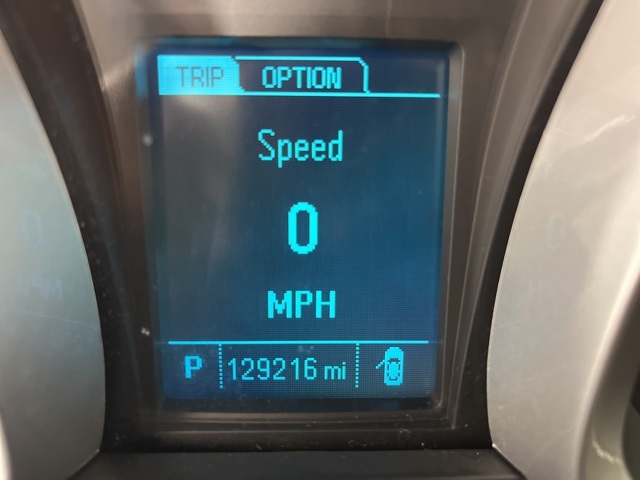 TRIP OPTION
Speed
0
MPH
P 129216 mi